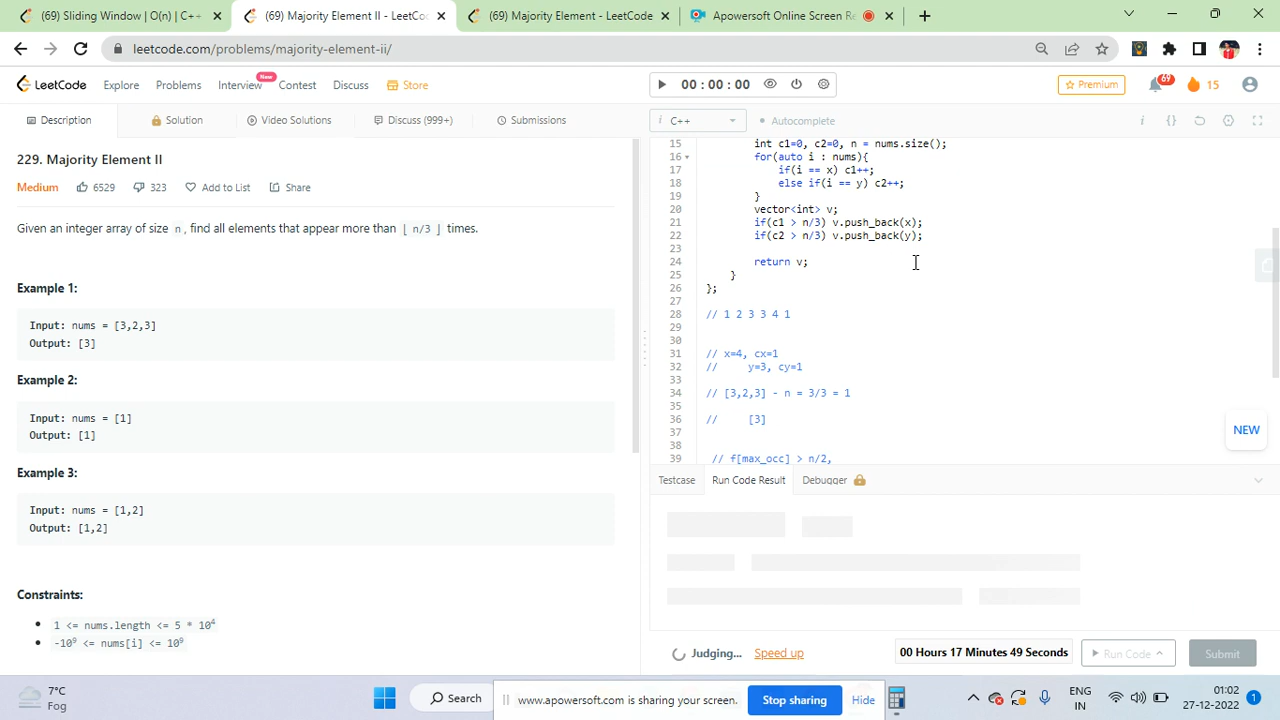 (69) Sliding Window | O(n) | C++
(69) Majority Element II - LeetCo
(69) Majority Element - LeetCode
Apowersoft Online Screen Re
leetcode.com/problems/majority-element-ii/
LeetCode Explore Problems Interview New Contest Discuss Store
00 : 00 : 00
Premium 69 15
Description Solution Video Solutions Discuss (999+) Submissions
i C++ Autocomplete
229. Majority Element II
Medium 6529 323 Add to List Share
Given an integer array of size n, find all elements that appear more than ⌊ n/3 ⌋ times.
Example 1:
Input: nums = [3,2,3]
Output: [3]
Example 2:
Input: nums = [1]
Output: [1]
Example 3:
Input: nums = [1,2]
Output: [1,2]
Constraints:
1 <= nums.length <= 5 * 10⁴
-10⁹ <= nums[i] <= 10⁹
15 int c1=0, c2=0, n = nums.size();
16 for(auto i : nums){
17 if(i == x) c1++;
18 else if(i == y) c2++;
19 }
20 vector<int> v;
21 if(c1 > n/3) v.push_back(x);
22 if(c2 > n/3) v.push_back(y);
23
24 return v;
25 }
26 };
27
28 // 1 2 3 3 4 1
29
30
31 // x=4, cx=1
32 // y=3, cy=1
33
34 // [3,2,3] - n = 3/3 = 1
35
36 // [3]
37
38
39 // f[max_occ] > n/2,
NEW
Testcase Run Code Result Debugger
Judging... Speed up 00 Hours 17 Minutes 49 Seconds Run Code Submit
7°C
Fog
Search
www.apowersoft.com is sharing your screen. Stop sharing Hide
ENG
IN
01:02
27-12-2022
1